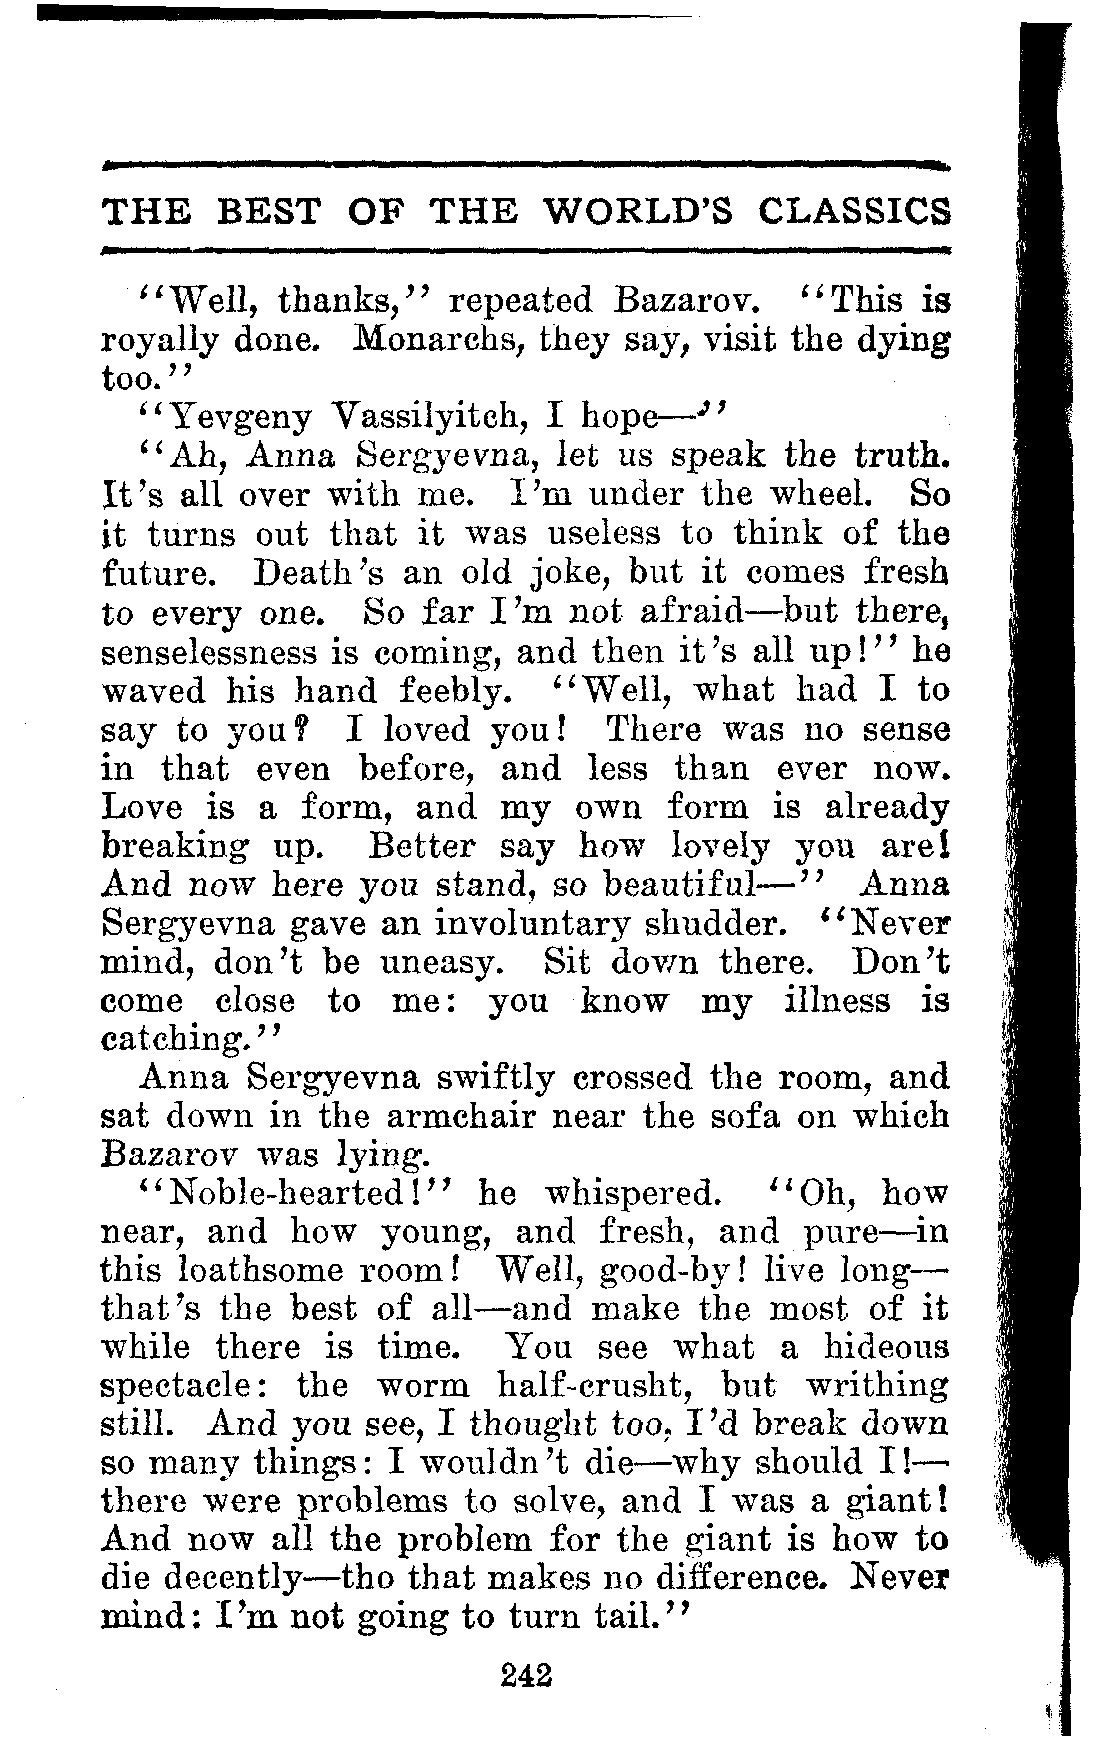 THE BEST OF THE WORLD'S CLASSICS
"Well, thanks," repeated Bazarov. "This is
royally done. Monarchs, they say, visit the dying
too."
"Yevgeny Vassilyitch, I hope—"
"Ah, Anna Sergyevna, let us speak the truth.
It's all over with me. I'm under the wheel. So
it turns out that it was useless to think of the
future. Death's an old joke, but it comes fresh
to every one. So far I'm not afraid—but there,
senselessness is coming, and then it's all up!" he
waved his hand feebly. "Well, what had I to
say to you? I loved you! There was no sense
in that even before, and less than ever now.
Love is a form, and my own form is already
breaking up. Better say how lovely you are!
And now here you stand, so beautiful—" Anna
Sergyevna gave an involuntary shudder. "Never
mind, don't be uneasy. Sit down there. Don't
come close to me: you know my illness is
catching."
Anna Sergyevna swiftly crossed the room, and
sat down in the armchair near the sofa on which
Bazarov was lying.
"Noble-hearted!" he whispered. "Oh, how
near, and how young, and fresh, and pure—in
this loathsome room! Well, good-by! live long—
that's the best of all—and make the most of it
while there is time. You see what a hideous
spectacle: the worm half-crusht, but writhing
still. And you see, I thought too, I'd break down
so many things: I wouldn't die—why should I!—
there were problems to solve, and I was a giant!
And now all the problem for the giant is how to
die decently—tho that makes no difference. Never
mind: I'm not going to turn tail."
242